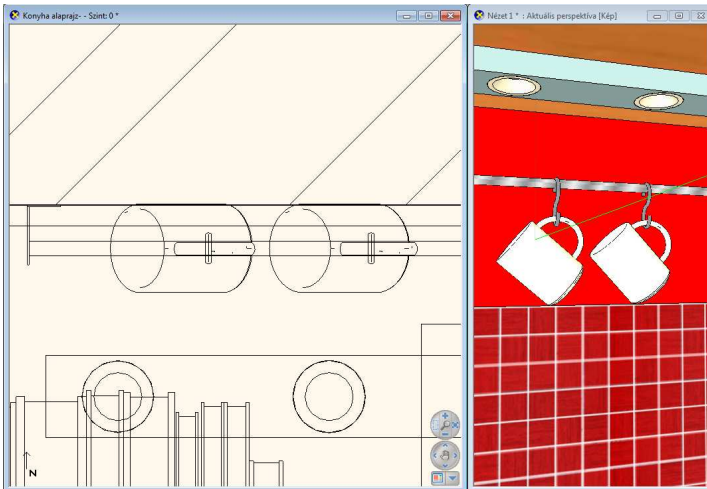 Konyha alaprajz- - Szint: 0 *
Nézet 1 * : Aktuális perspektíva [Kép]
N